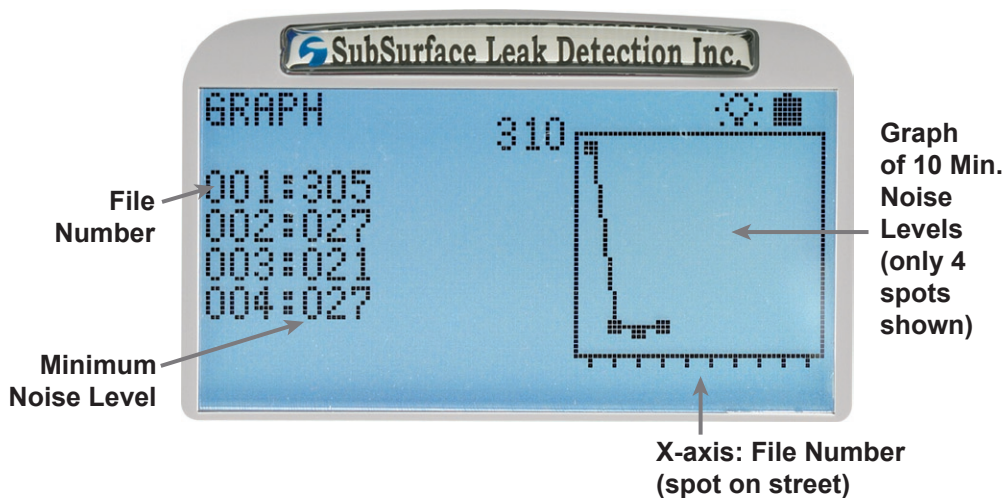 SubSurface Leak Detection Inc.
GRAPH
310
001:305
002:027
003:021
004:027
File
Number
Minimum
Noise Level
Graph
of 10 Min.
Noise
Levels
(only 4
spots
shown)
X-axis: File Number
(spot on street)